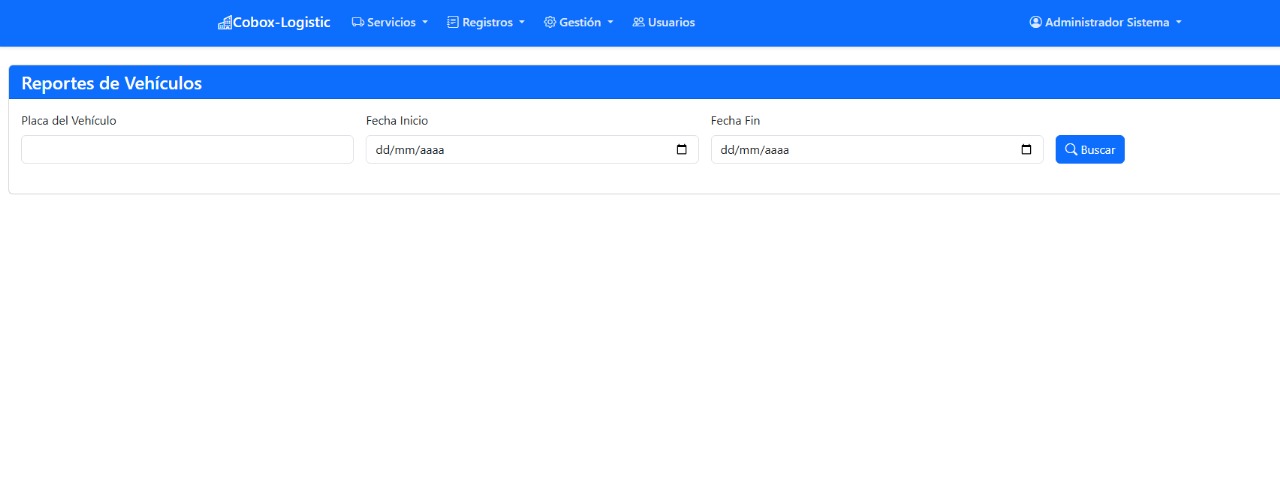 Cobox-Logistic Servicios Registros Gestión Usuarios Administrador Sistema
Reportes de Vehículos
Placa del Vehículo Fecha Inicio Fecha Fin
dd/mm/aaaa dd/mm/aaaa Buscar